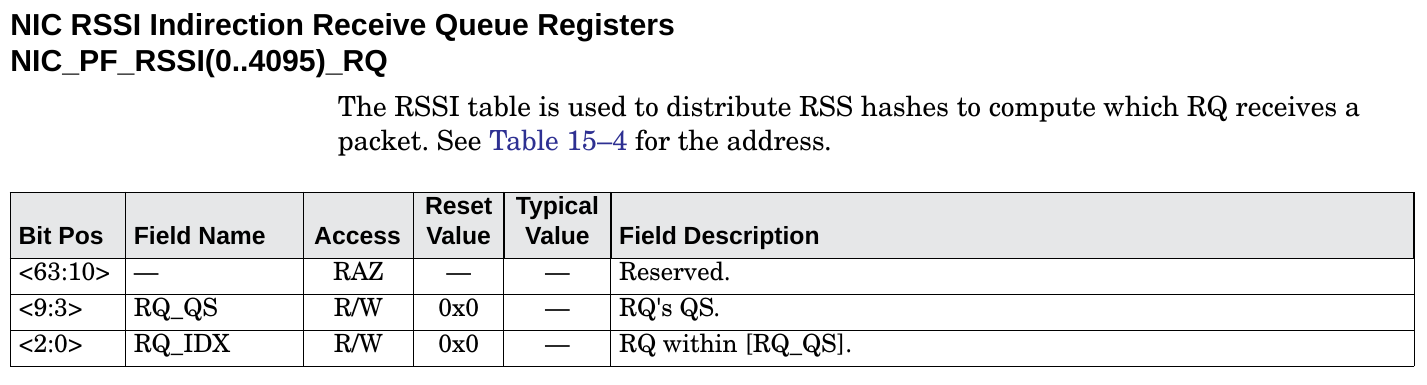 NIC RSSI Indirection Receive Queue Registers
NIC_PF_RSSI(0..4095)_RQ
The RSSI table is used to distribute RSS hashes to compute which RQ receives a
packet. See Table 15–4 for the address.
Bit Pos Field Name Access Reset Value Typical Value Field Description
<63:10> — RAZ — — Reserved.
<9:3> RQ_QS R/W 0x0 — RQ's QS.
<2:0> RQ_IDX R/W 0x0 — RQ within [RQ_QS].